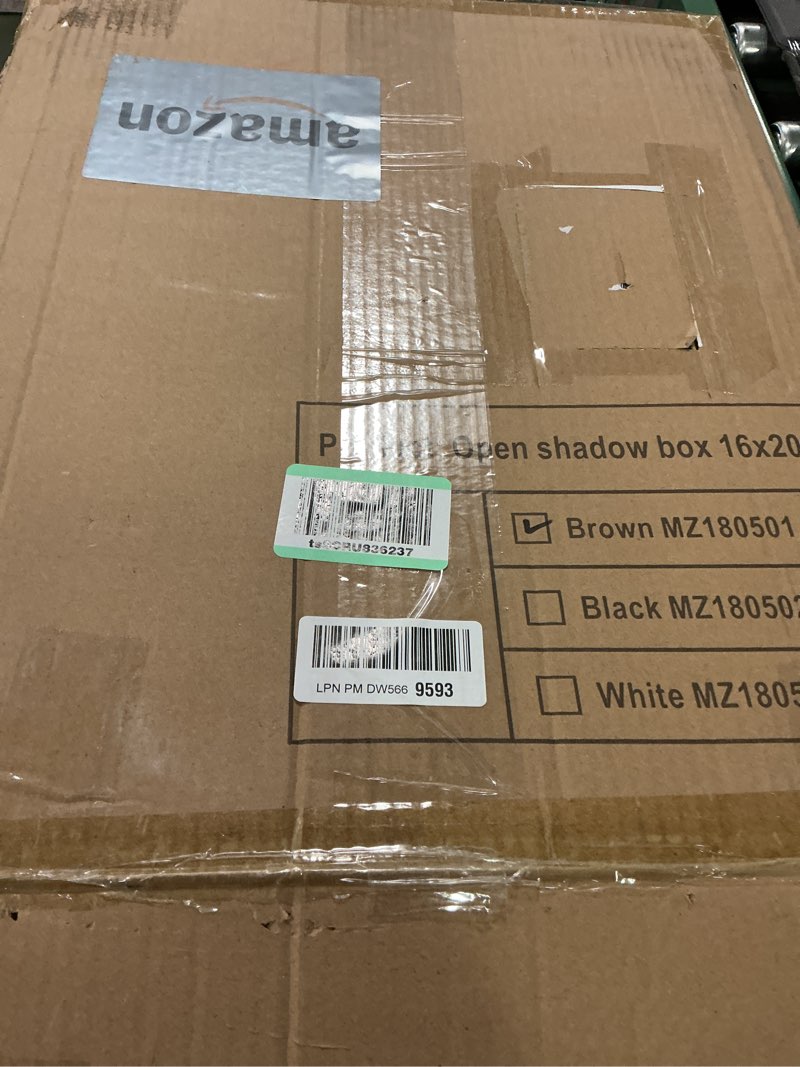 amazon
Open shadow box 16x20
Brown MZ180501
Black MZ180502
White MZ1805
LPN PM DW566 9593